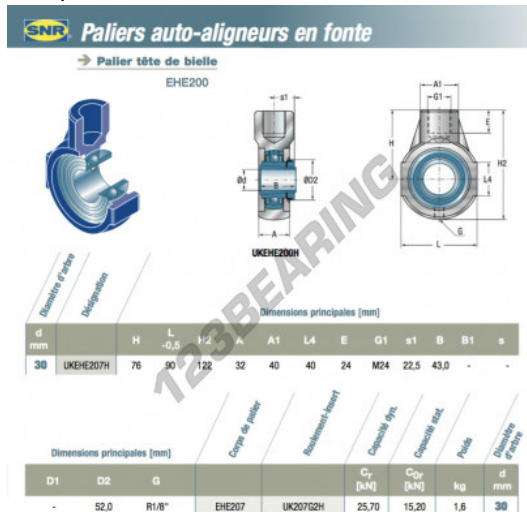 SNR Paliers auto-aligneurs en fonte
Palier tête de bielle
EHE200
s1
A1
G1
E
H
H2
Ød
B
ØD2
L4
A
G
L
UKEHE200H
123BEARING
Diamètre d'arbre
Désignation
Dimensions principales [mm]
d mm H L -0,5 H2 A A1 L4 E G1 s1 B B1 s
30 UKEHE207H 76 90 122 32 40 40 24 M24 22,5 43,0 - -
Dimensions principales [mm]
Corps de palier
Roulement-insert
Capacité dyn.
Capacité stat.
Poids
Diamètre d'arbre
D1 D2 G Cr [kN] C0r [kN] kg d mm
- 52,0 R1/8" EHE207 UK207G2H 25,70 15,20 1,6 30